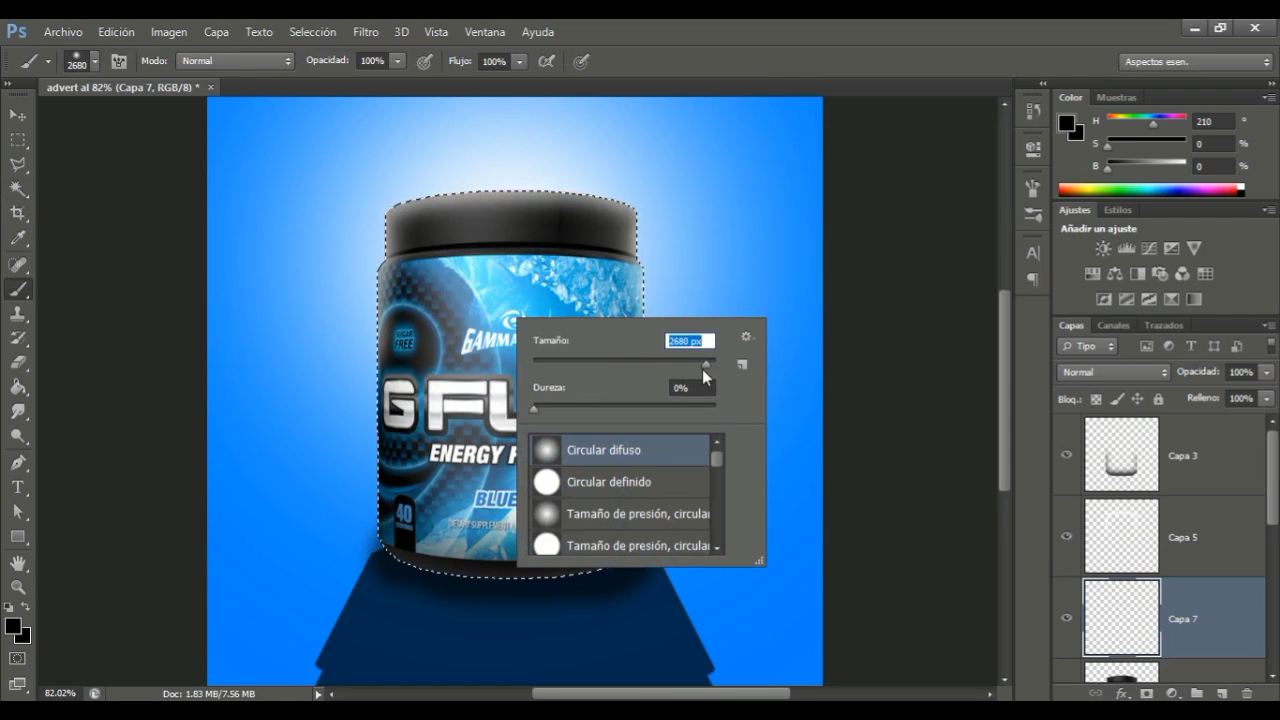 Ps Archivo Edición Imagen Capa Texto Selección Filtro 3D Vista Ventana Ayuda
2680 Modo: Normal Opacidad: 100% Flujo: 100% Aspectos esen.
advert al 82% (Capa 7, RGB/8) * ×
Color Muestras
H 210 °
S 0 %
B 0 %
Ajustes Estilos
Añadir un ajuste
SUGAR
FREE
GAMMA
G FU
ENERGY F
BLUE
40
DIETARY SUPPLEMENT
Tamaño: 2680 px
Dureza: 0%
Circular difuso
Circular definido
Tamaño de presión, circular
Tamaño de presión, circular
Capas Canales Trazados
Tipo
Normal Opacidad: 100%
Bloq.: Relleno: 100%
Capa 3
Capa 5
Capa 7
82.02% Doc: 1.83 MB/7.56 MB